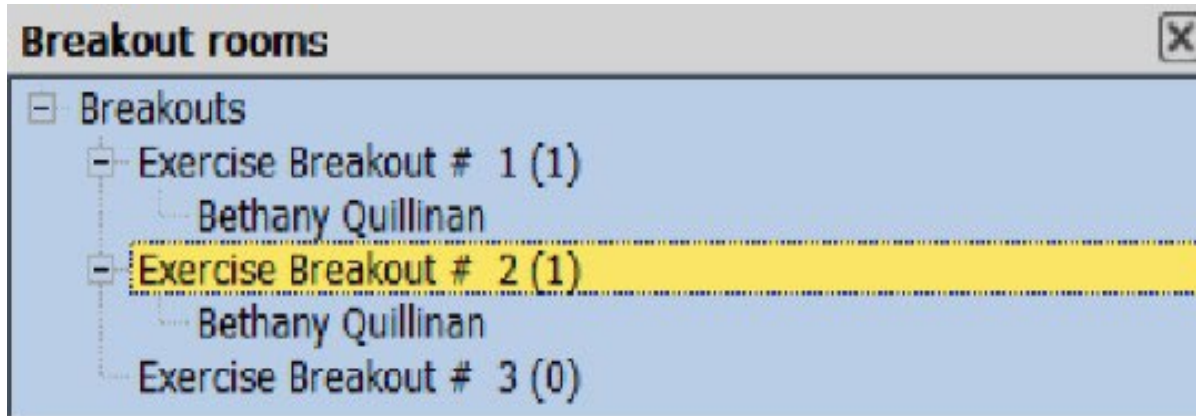 Breakout rooms
Breakouts
Exercise Breakout # 1 (1)
Bethany Quillinan
Exercise Breakout # 2 (1)
Bethany Quillinan
Exercise Breakout # 3 (0)